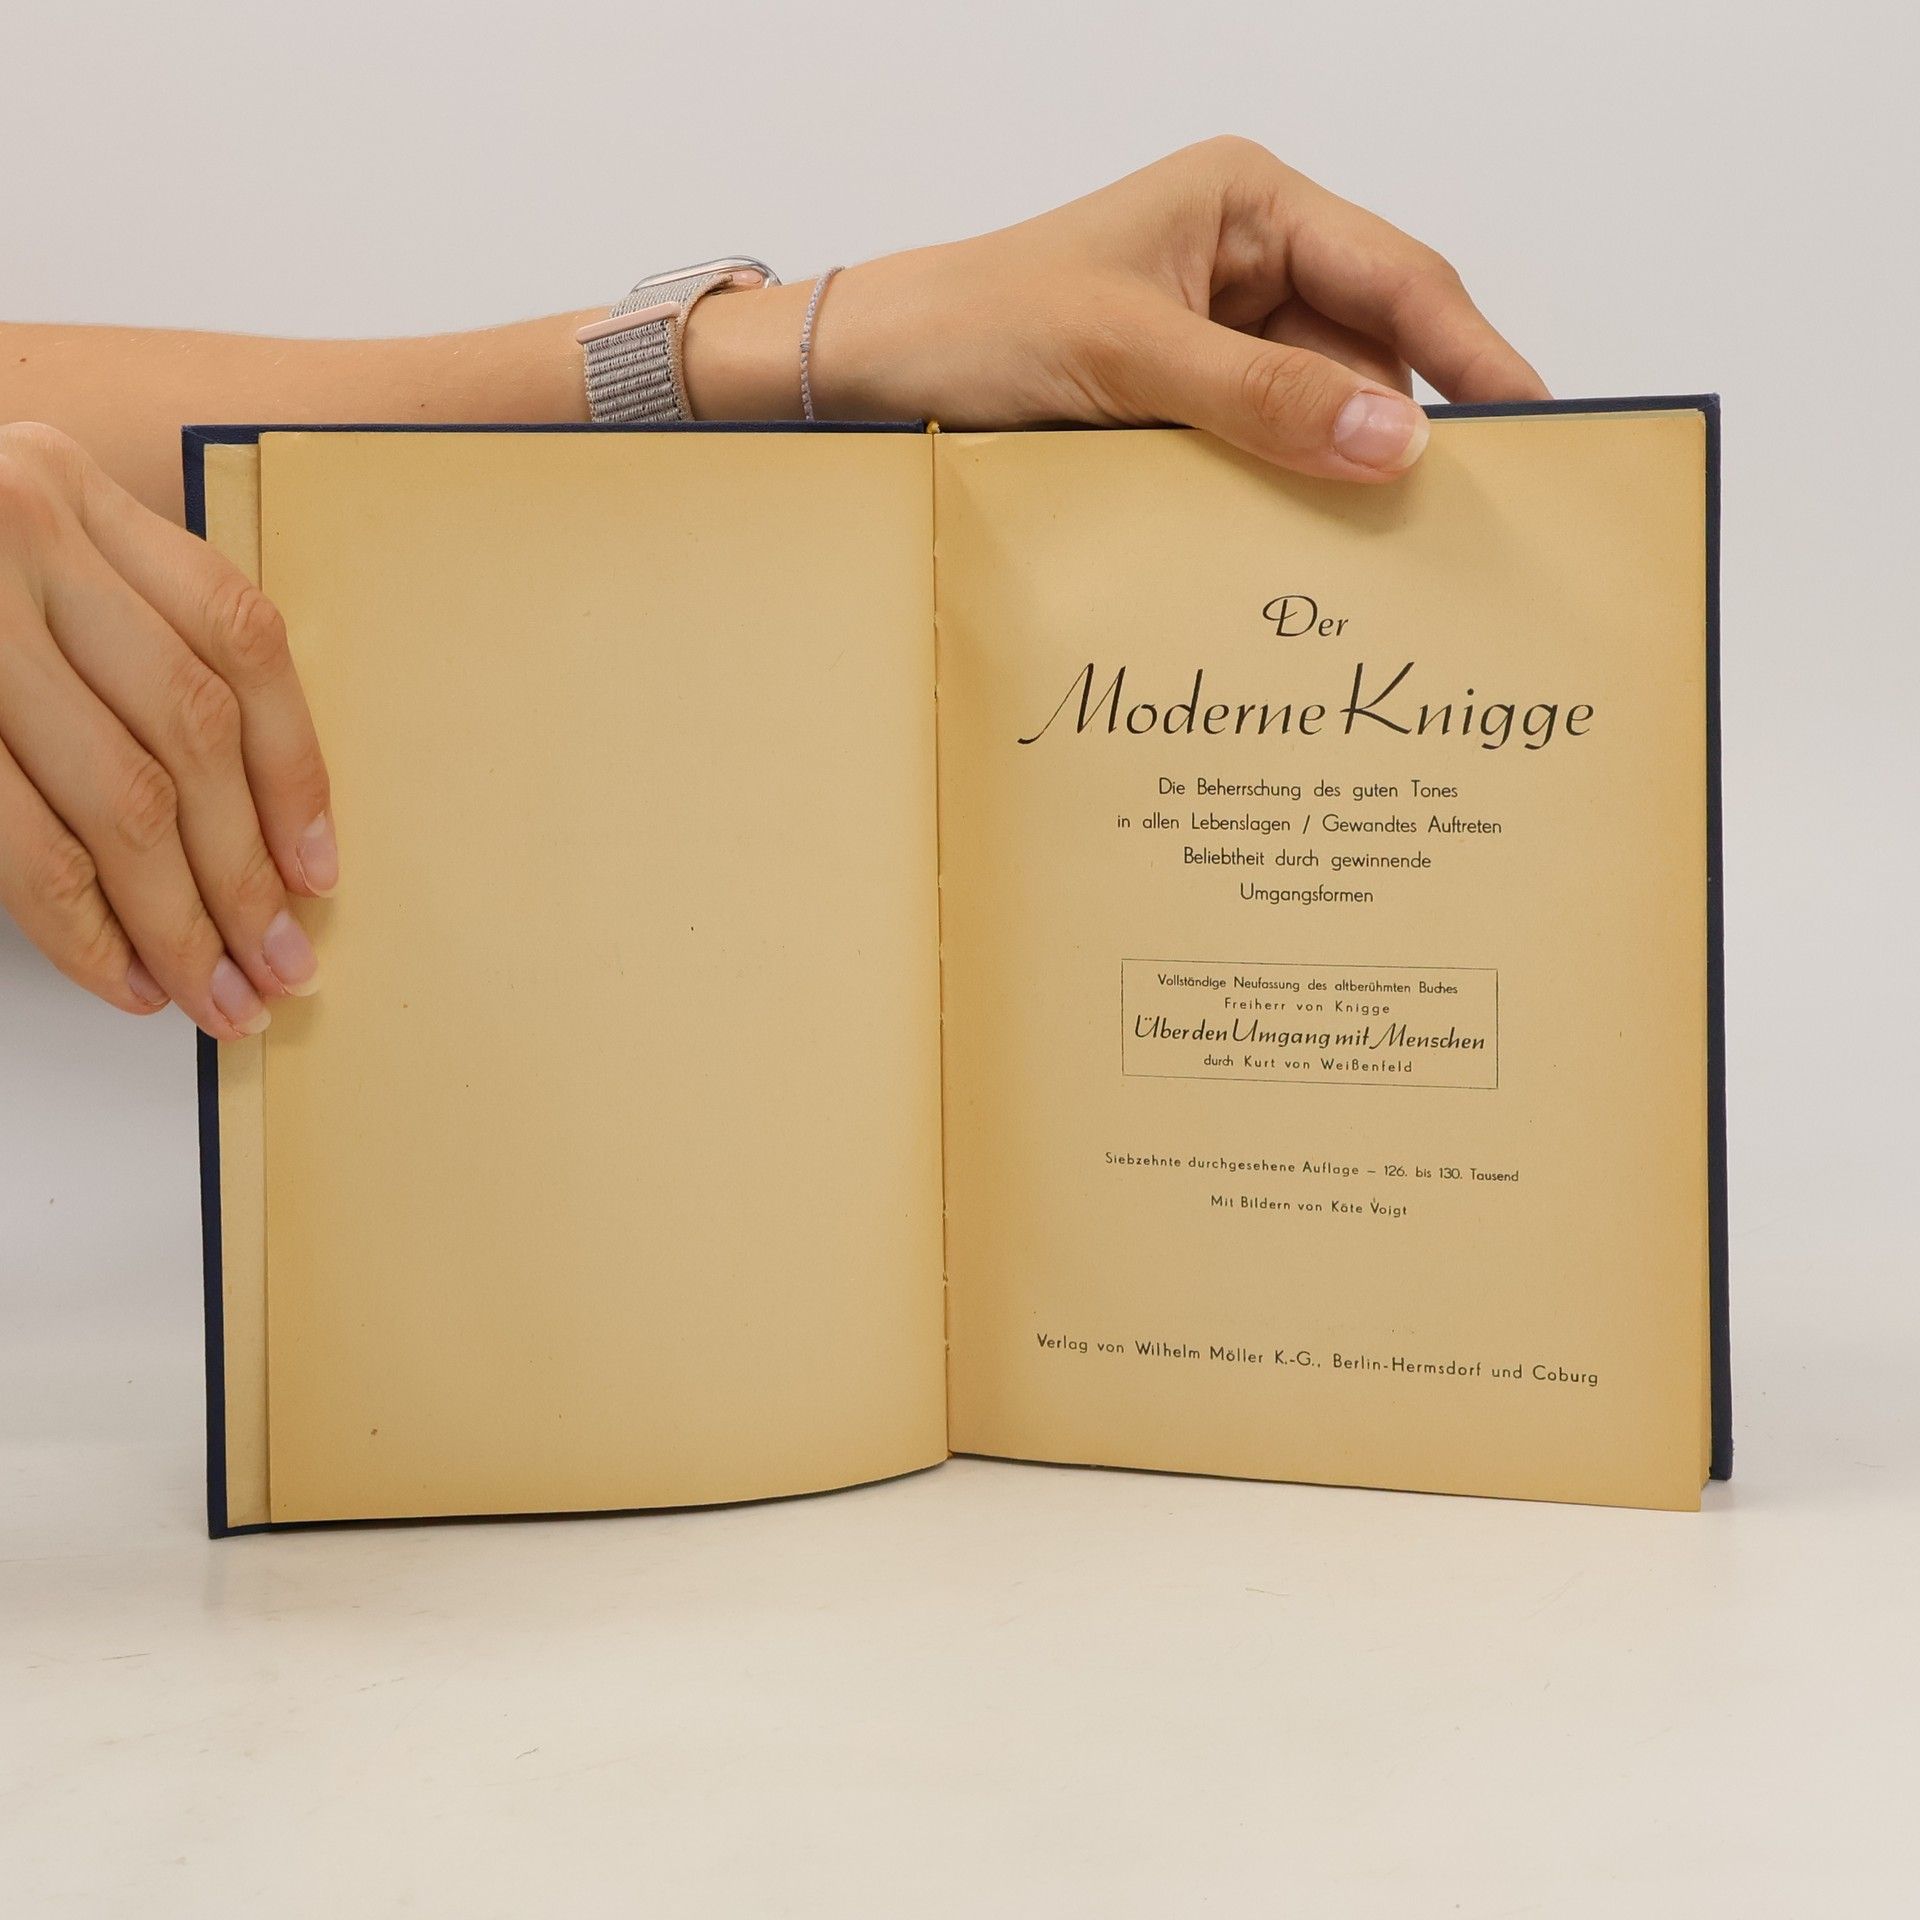 Der
Moderne Knigge
Die Beherrschung des guten Tones
in allen Lebenslagen / Gewandtes Auftreten
Beliebtheit durch gewinnende
Umgangsformen
Vollständige Neufassung des altberühmten Buches
Freiherr von Knigge
Über den Umgang mit Menschen
durch Kurt von Weißenfeld
Siebzehnte durchgesehene Auflage – 126. bis 130. Tausend
Mit Bildern von Käte Voigt
Verlag von Wilhelm Möller K.-G., Berlin-Hermsdorf und Coburg